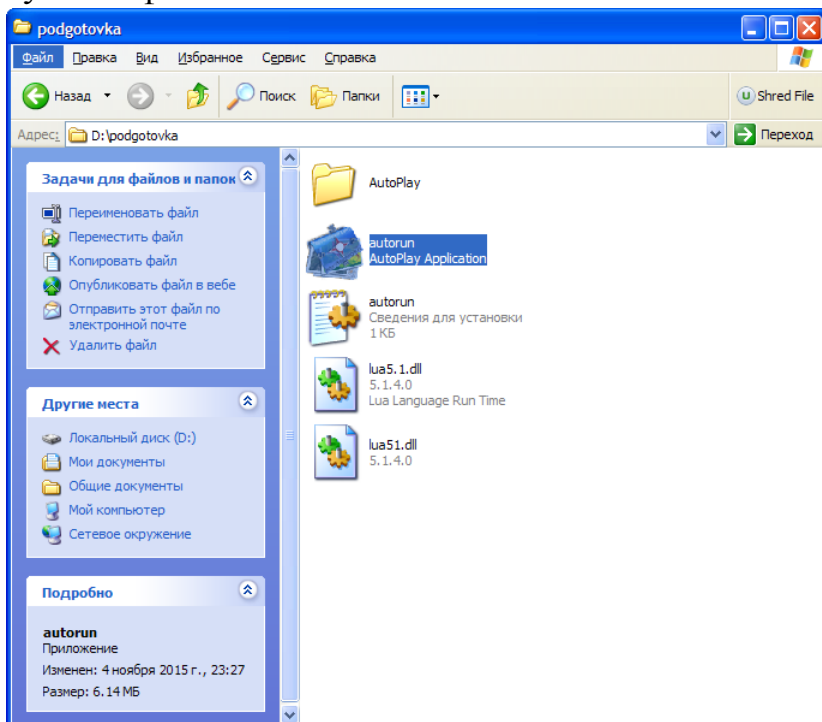 podgotovka
Файл Правка Вид Избранное Сервис Справка
Назад Поиск Папки Shred File
Адрес: D:\podgotovka Переход
Задачи для файлов и папок
Переименовать файл
Переместить файл
Копировать файл
Опубликовать файл в вебе
Отправить этот файл по
электронной почте
Удалить файл
Другие места
Локальный диск (D:)
Мои документы
Общие документы
Мой компьютер
Сетевое окружение
Подробно
autorun
Приложение
Изменен: 4 ноября 2015 г., 23:27
Размер: 6.14 МБ
AutoPlay
autorun
AutoPlay Application
autorun
Сведения для установки
1 КБ
lua5.1.dll
5.1.4.0
Lua Language Run Time
lua51.dll
5.1.4.0